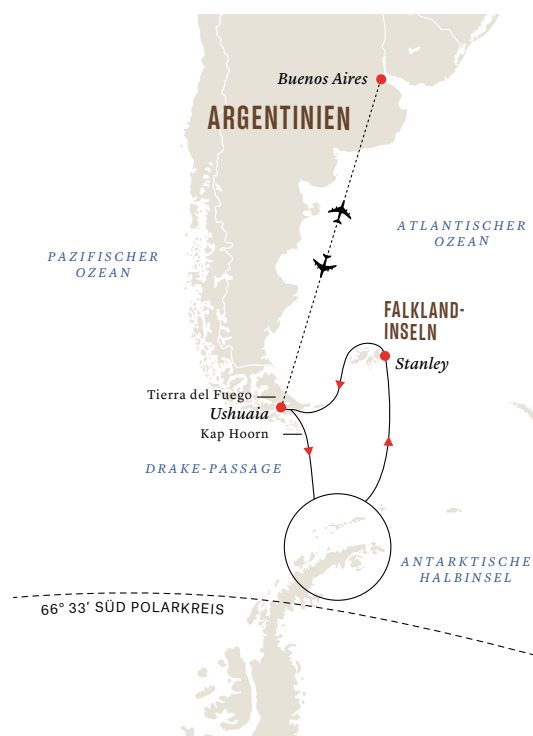 Buenos Aires
ARGENTINIEN
ATLANTISCHER
OZEAN
PAZIFISCHER
OZEAN
FALKLAND-
INSELN
Stanley
Tierra del Fuego
Ushuaia
Kap Hoorn
DRAKE-PASSAGE
ANTARKTISCHE
HALBINSEL
66° 33' SÜD POLARKREIS